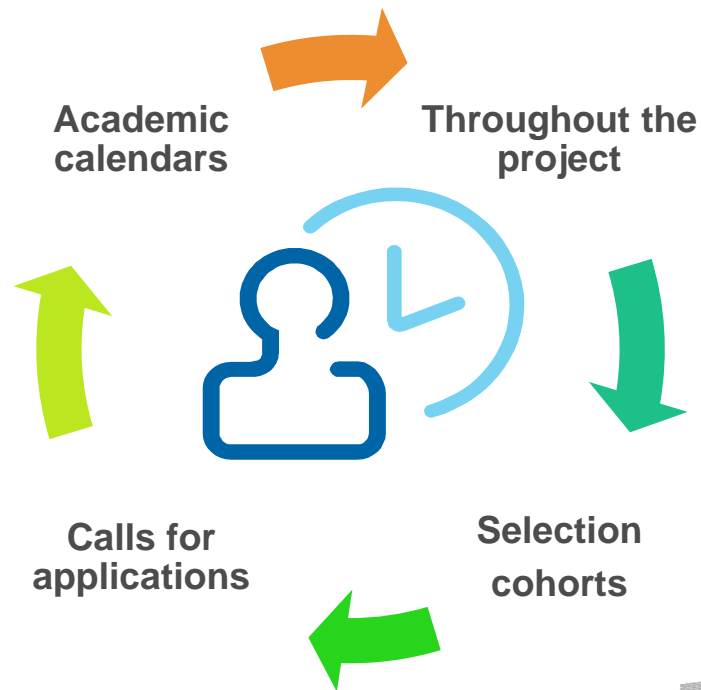 Academic
calendars
Throughout the
project
Selection
cohorts
Calls for
applications